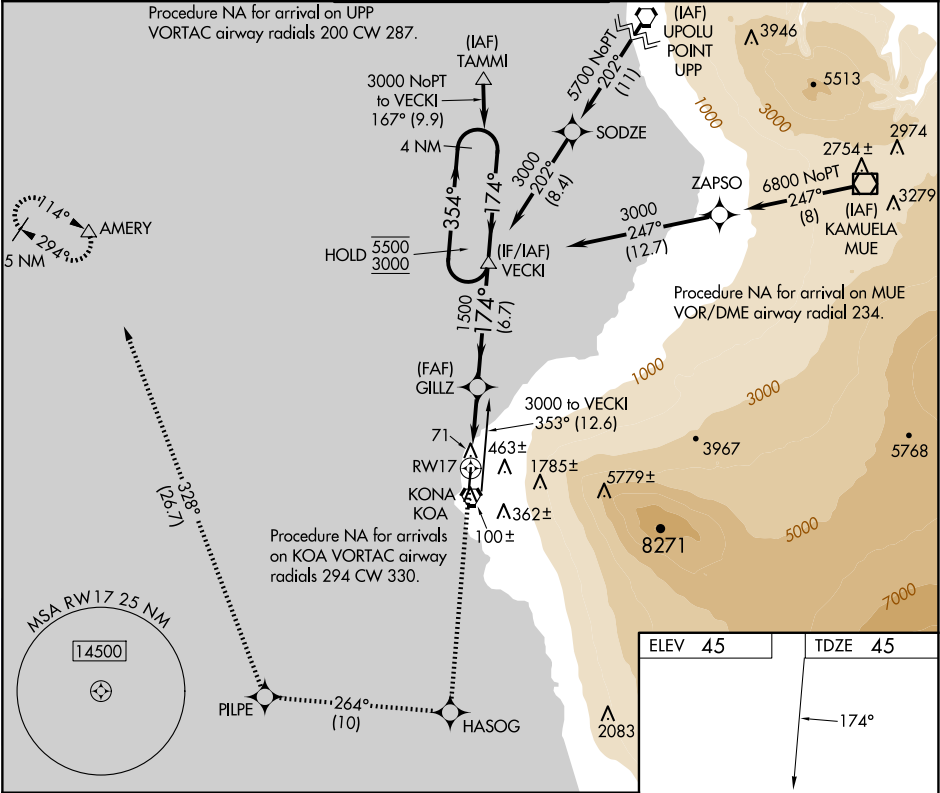 Procedure NA for arrival on UPP
VORTAC airway radials 200 CW 287.
(IAF)
TAMMI
3000 NoPT
to VECKI
167° (9.9)
4 NM
354°
174°
HOLD
5500
3000
(IF/IAF)
VECKI
(IAF)
UPOLU
POINT
UPP
5700 NoPT
202°
(11)
SODZE
3000
202°
(8.4)
3946
5513
1000
3000
2974
2754±
3279
ZAPSO
6800 NoPT
247°
(8)
(IAF)
KAMUELA
MUE
3000
247°
(12.7)
114°
294°
AMERY
5 NM
Procedure NA for arrival on MUE
VOR/DME airway radial 234.
1500
174°
(6.7)
(FAF)
GILLZ
1000
3000
3000 to VECKI
353° (12.6)
71
463±
RW17
1785±
KONA
KOA
362±
100±
5779±
3967
5768
8271
5000
7000
Procedure NA for arrivals
on KOA VORTAC airway
radials 294 CW 330.
328°
(26.7)
MSA RW17 25 NM
14500
PILPE
264°
(10)
HASOG
2083
ELEV 45
TDZE 45
174°